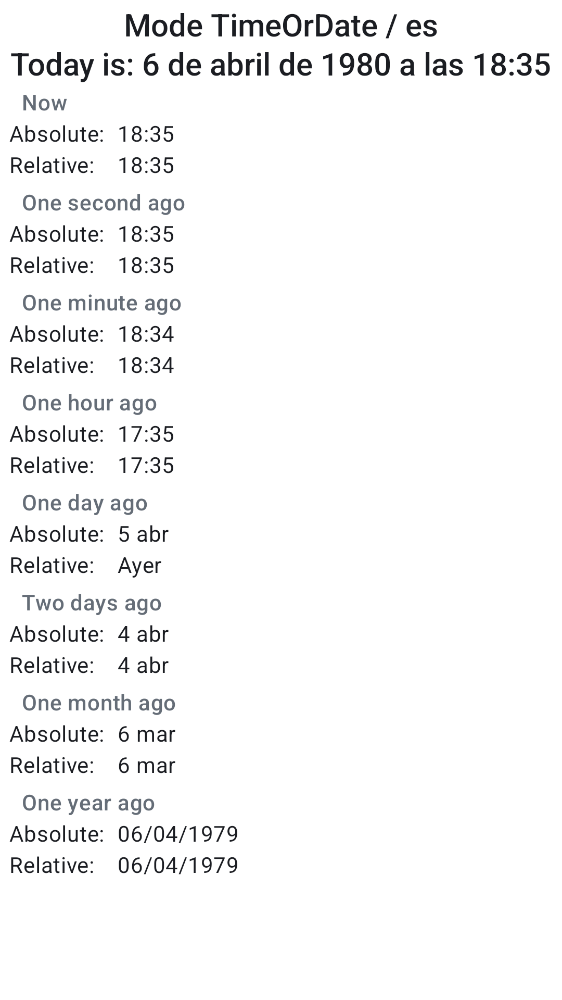 Mode TimeOrDate / es
Today is: 6 de abril de 1980 a las 18:35
Now
Absolute: 18:35
Relative: 18:35
One second ago
Absolute: 18:35
Relative: 18:35
One minute ago
Absolute: 18:34
Relative: 18:34
One hour ago
Absolute: 17:35
Relative: 17:35
One day ago
Absolute: 5 abr
Relative: Ayer
Two days ago
Absolute: 4 abr
Relative: 4 abr
One month ago
Absolute: 6 mar
Relative: 6 mar
One year ago
Absolute: 06/04/1979
Relative: 06/04/1979